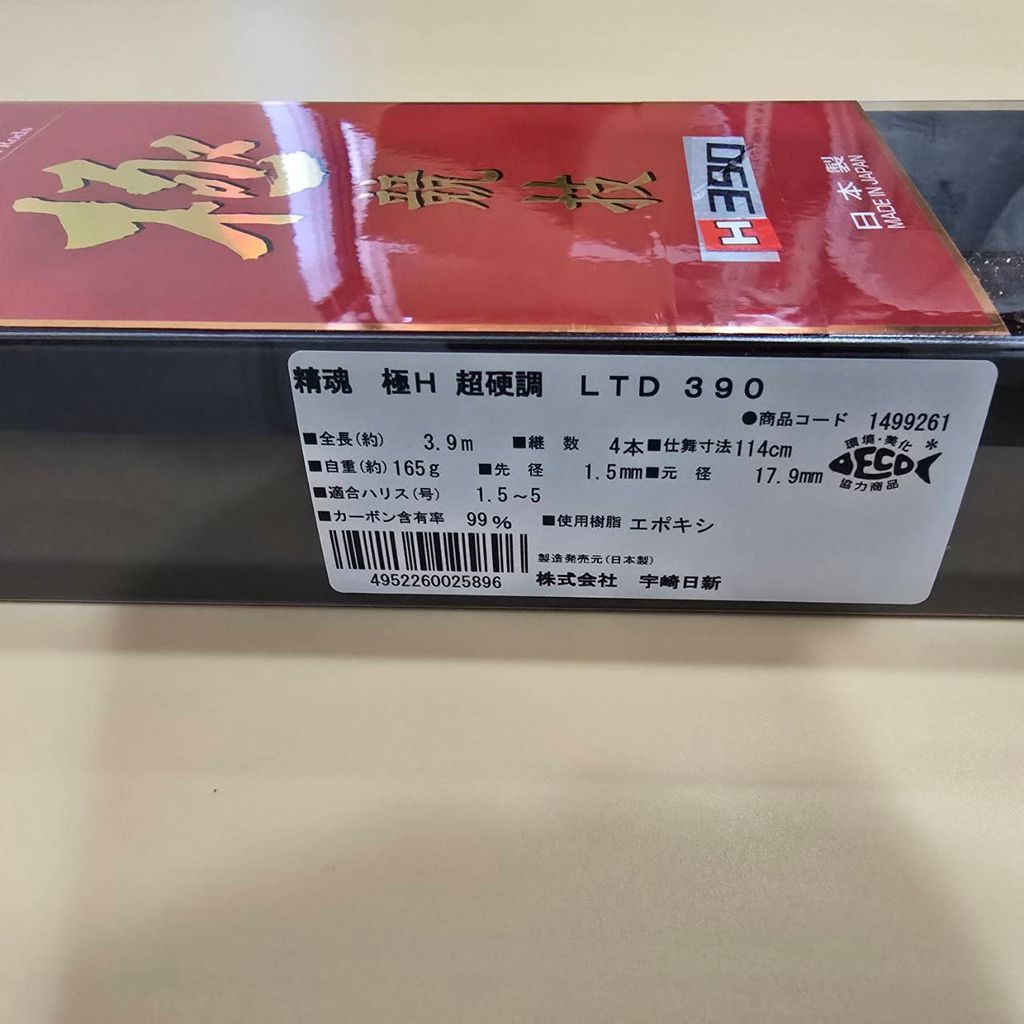 Rods
極
競技
H 350
日本製
MADE IN JAPAN
精魂 極H 超硬調 LTD 390
●商品コード 1499261
■全長(約) 3.9m ■継数 4本 ■仕舞寸法 114cm
■自重(約) 165g ■先径 1.5mm ■元径 17.9mm
■適合ハリス(号) 1.5~5
■カーボン含有率 99% ■使用樹脂 エポキシ
環境・美化
ECO
協力商品
4952260025896
製造発売元(日本製)
株式会社 宇崎日新